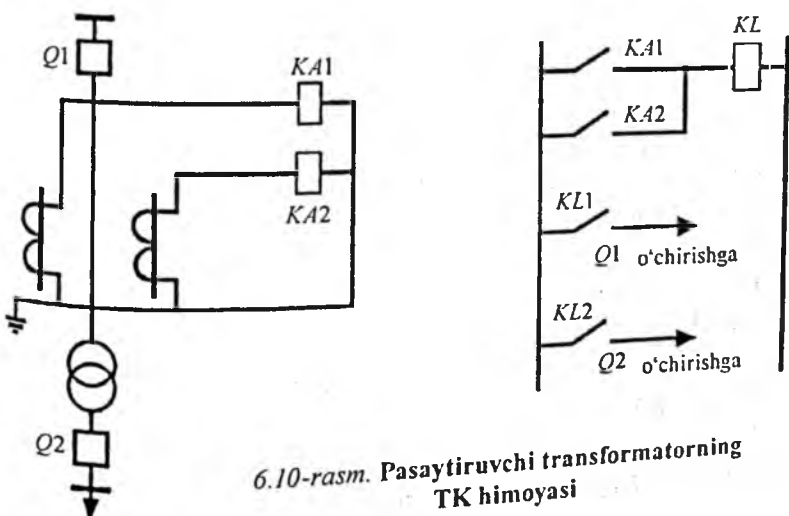 Q1
KA1
KA2
Q2
KA1
KL
KA2
KL1
Q1 o‘chirishga
KL2
Q2 o‘chirishga
6.10-rasm. Pasaytiruvchi transformatorning
TK himoyasi